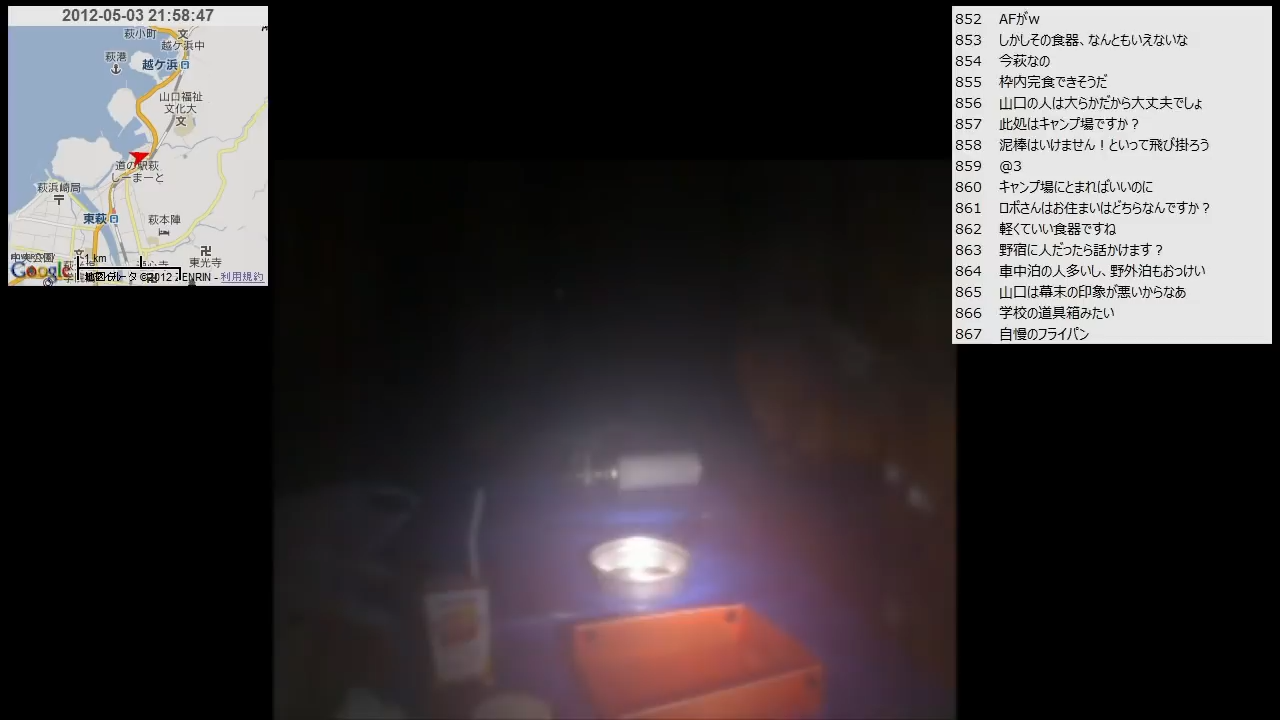 2012-05-03 21:58:47
萩小町
文
越ケ浜中
萩港
越ケ浜
山口福祉
文化大
文
道の駅萩
しーまーと
萩浜崎局
東萩
萩本陣
東光寺
1 km
Google
地図データ ©2012 ZENRIN - 利用規約
852 AFがw
853 しかしその食器、なんともいえないな
854 今萩なの
855 枠内完食できそうだ
856 山口の人は大らかだから大丈夫でしょ
857 此処はキャンプ場ですか？
858 泥棒はいけません！といって飛び掛ろう
859 @3
860 キャンプ場にとまればいいのに
861 ロボさんはお住まいはどちらなんですか？
862 軽くていい食器ですね
863 野宿に人だったら話かけます？
864 車中泊の人多いし、野外泊もおっけい
865 山口は幕末の印象が悪いからなあ
866 学校の道具箱みたい
867 自慢のフライパン